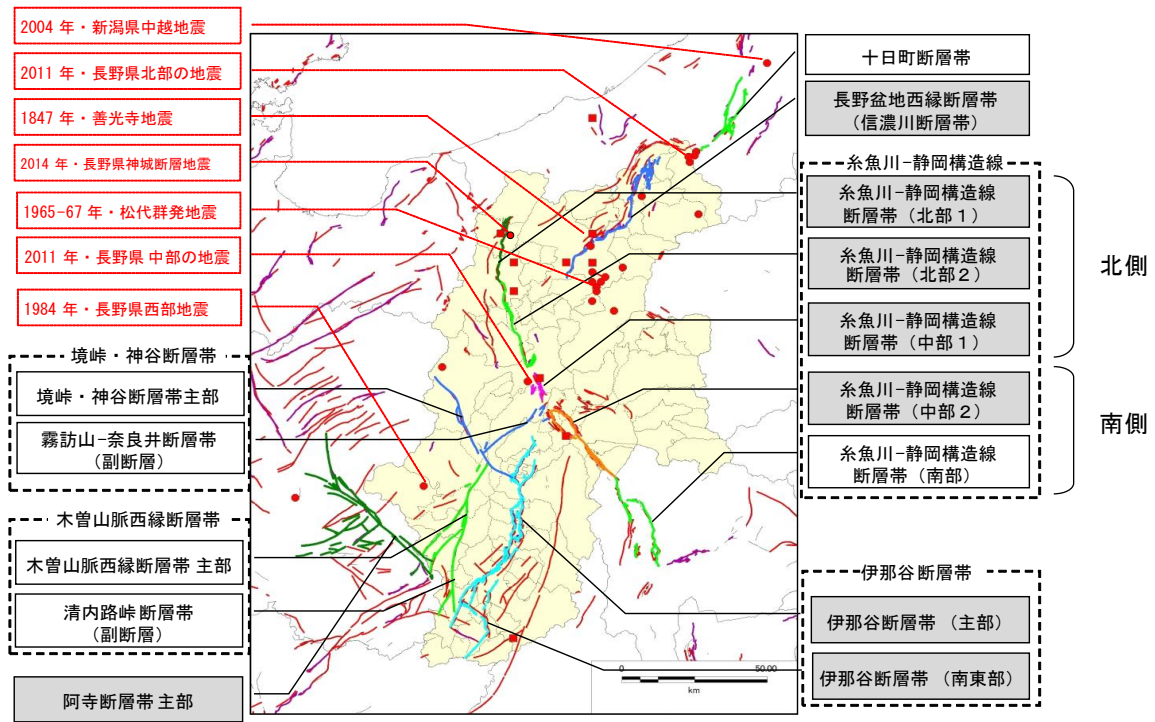 2004 年・新潟県中越地震
2011 年・長野県北部の地震
1847 年・善光寺地震
2014 年・長野県神城断層地震
1965-67 年・松代群発地震
2011 年・長野県 中部の地震
1984 年・長野県西部地震
境峠・神谷断層帯
境峠・神谷断層帯主部
霧訪山-奈良井断層帯
(副断層)
木曽山脈西縁断層帯
木曽山脈西縁断層帯 主部
清内路峠断層帯
(副断層)
阿寺断層帯 主部
十日町断層帯
長野盆地西縁断層帯
(信濃川断層帯)
糸魚川-静岡構造線
糸魚川-静岡構造線
断層帯(北部1)
糸魚川-静岡構造線
断層帯(北部2)
糸魚川-静岡構造線
断層帯(中部1)
北側
糸魚川-静岡構造線
断層帯(中部2)
糸魚川-静岡構造線
断層帯(南部)
南側
伊那谷断層帯
伊那谷断層帯 (主部)
伊那谷断層帯 (南東部)
0 50.00
km